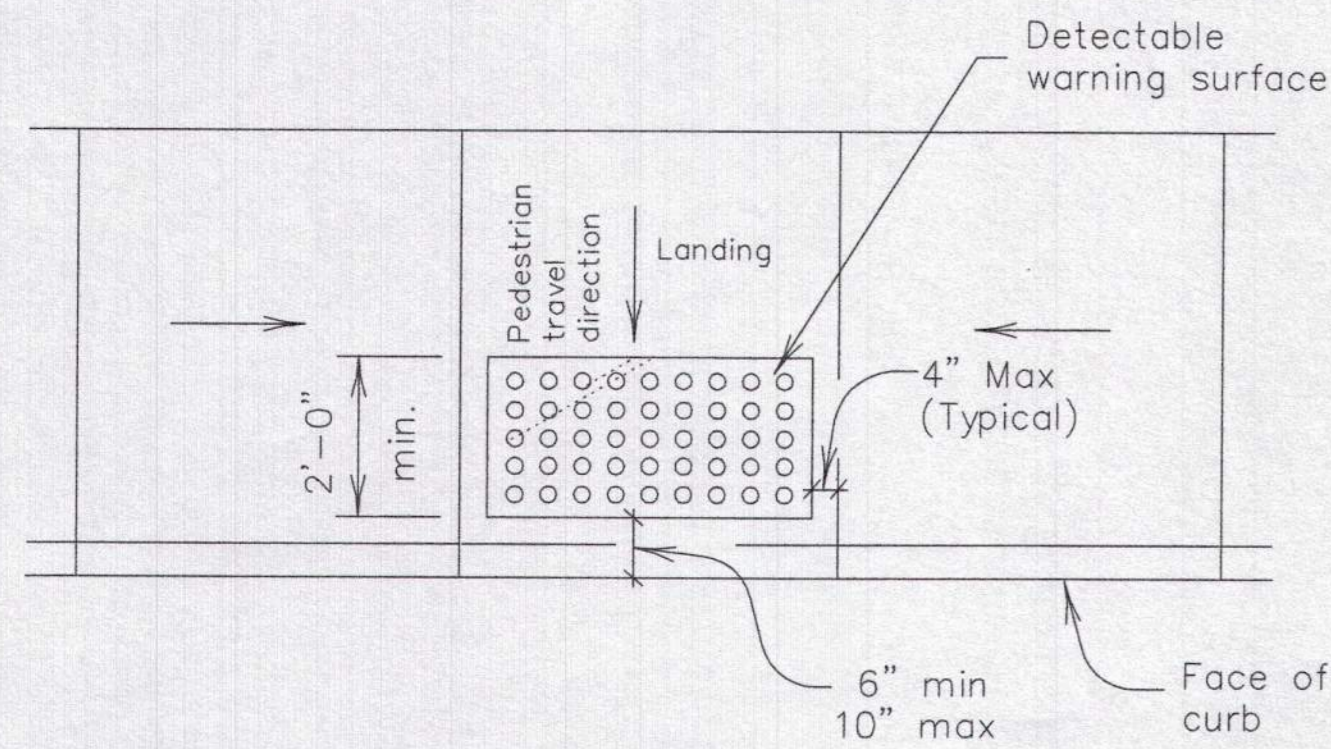 Detectable
warning surface
Pedestrian
travel
direction
Landing
2'-0"
min.
4" Max
(Typical)
6" min
10" max
Face of
curb